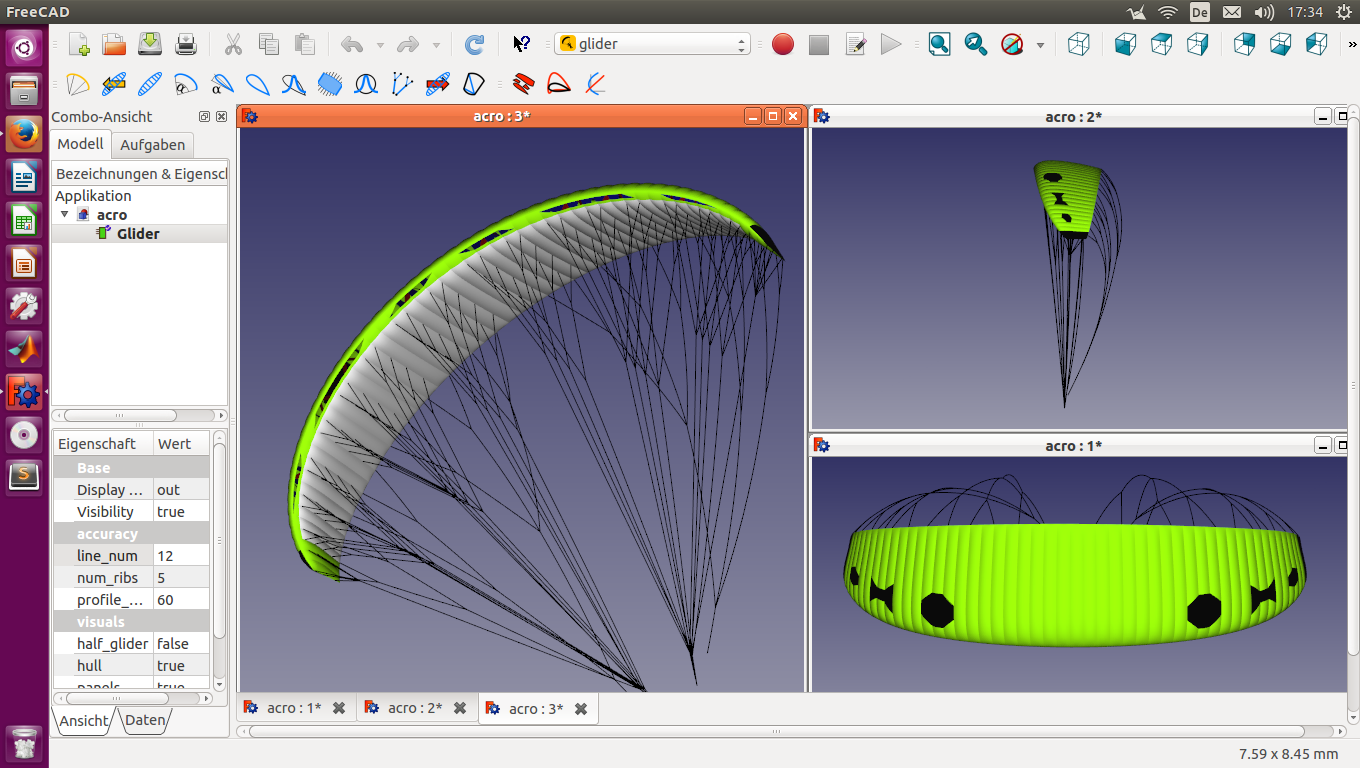 FreeCAD
De
17:34
glider
Combo-Ansicht
Modell
Aufgaben
Bezeichnungen & Eigensc
Applikation
acro
Glider
Eigenschaft Wert
Base
Display ... out
Visibility true
accuracy
line_num 12
num_ribs 5
profile_... 60
visuals
half_glider false
hull true
panels true
Ansicht
Daten
acro : 3*
acro : 2*
acro : 1*
acro : 1*
acro : 2*
acro : 3*
7.59 x 8.45 mm